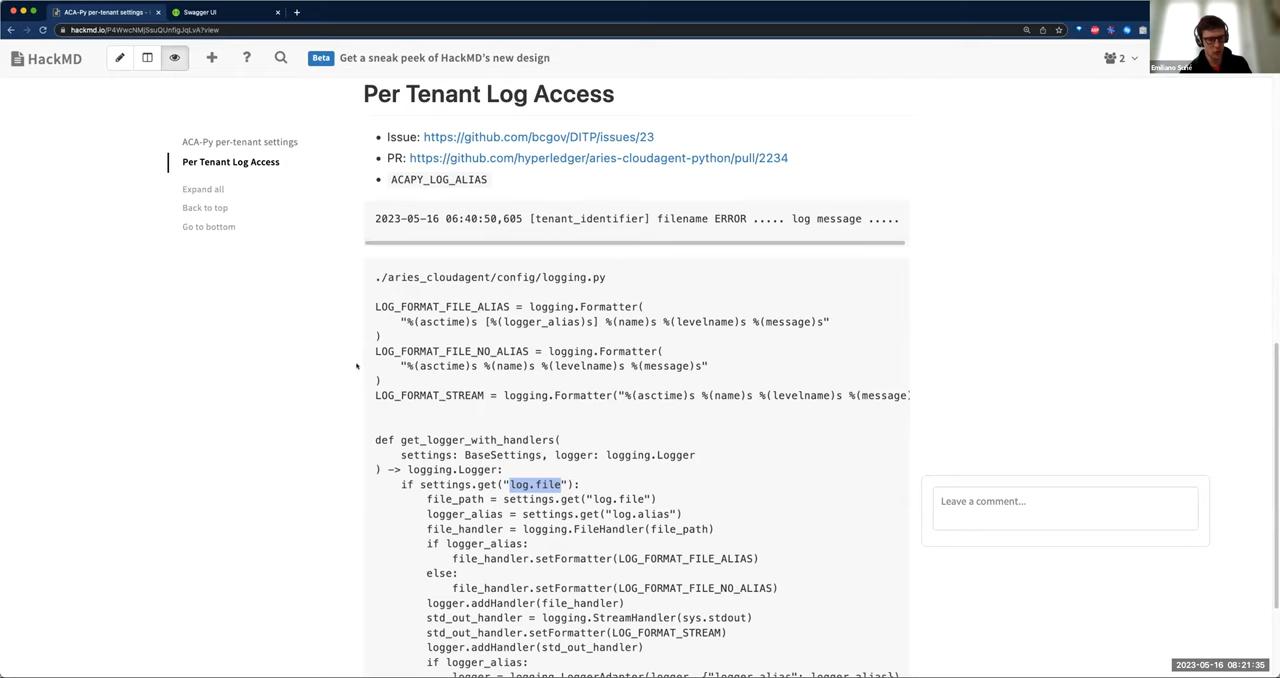 ACA-Py per-tenant settings -
Swagger UI
hackmd.io/P4WwcNMjSsuQUnfigJqLvA?view
HackMD
Beta
Get a sneak peek of HackMD's new design
2
Emiliano Suñé
Per Tenant Log Access
ACA-Py per-tenant settings
Per Tenant Log Access
Expand all
Back to top
Go to bottom
• Issue: https://github.com/bcgov/DITP/issues/23
• PR: https://github.com/hyperledger/aries-cloudagent-python/pull/2234
• ACAPY_LOG_ALIAS
2023-05-16 06:40:50,605 [tenant_identifier] filename ERROR ..... log message .....
./aries_cloudagent/config/logging.py
LOG_FORMAT_FILE_ALIAS = logging.Formatter(
"%(asctime)s [%(logger_alias)s] %(name)s %(levelname)s %(message)s"
)
LOG_FORMAT_FILE_NO_ALIAS = logging.Formatter(
"%(asctime)s %(name)s %(levelname)s %(message)s"
)
LOG_FORMAT_STREAM = logging.Formatter("%(asctime)s %(name)s %(levelname)s %(message)
def get_logger_with_handlers(
settings: BaseSettings, logger: logging.Logger
) -> logging.Logger:
if settings.get("log.file"):
file_path = settings.get("log.file")
logger_alias = settings.get("log.alias")
file_handler = logging.FileHandler(file_path)
if logger_alias:
file_handler.setFormatter(LOG_FORMAT_FILE_ALIAS)
else:
file_handler.setFormatter(LOG_FORMAT_FILE_NO_ALIAS)
logger.addHandler(file_handler)
std_out_handler = logging.StreamHandler(sys.stdout)
std_out_handler.setFormatter(LOG_FORMAT_STREAM)
logger.addHandler(std_out_handler)
if logger_alias:
logger = logging.LoggerAdapter(logger, {"logger_alias": logger_alias})
Leave a comment...
2023-05-16 08:21:35